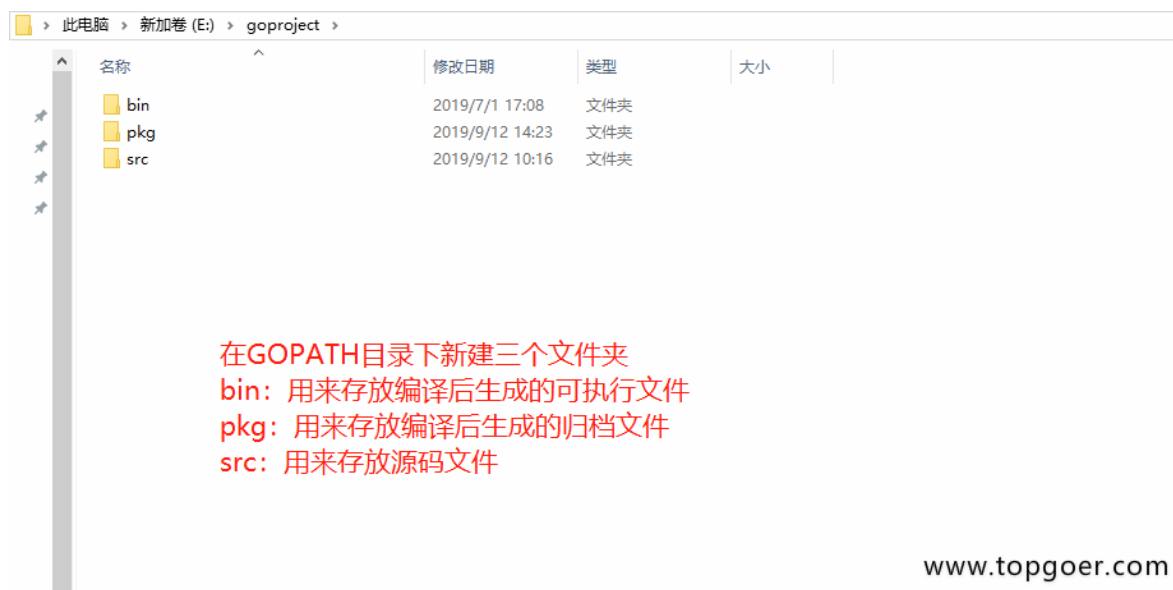 此电脑 › 新加卷 (E:) › goproject ›
名称 修改日期 类型 大小
bin 2019/7/1 17:08 文件夹
pkg 2019/9/12 14:23 文件夹
src 2019/9/12 10:16 文件夹
在GOPATH目录下新建三个文件夹
bin：用来存放编译后生成的可执行文件
pkg：用来存放编译后生成的归档文件
src：用来存放源码文件
www.topgoer.com